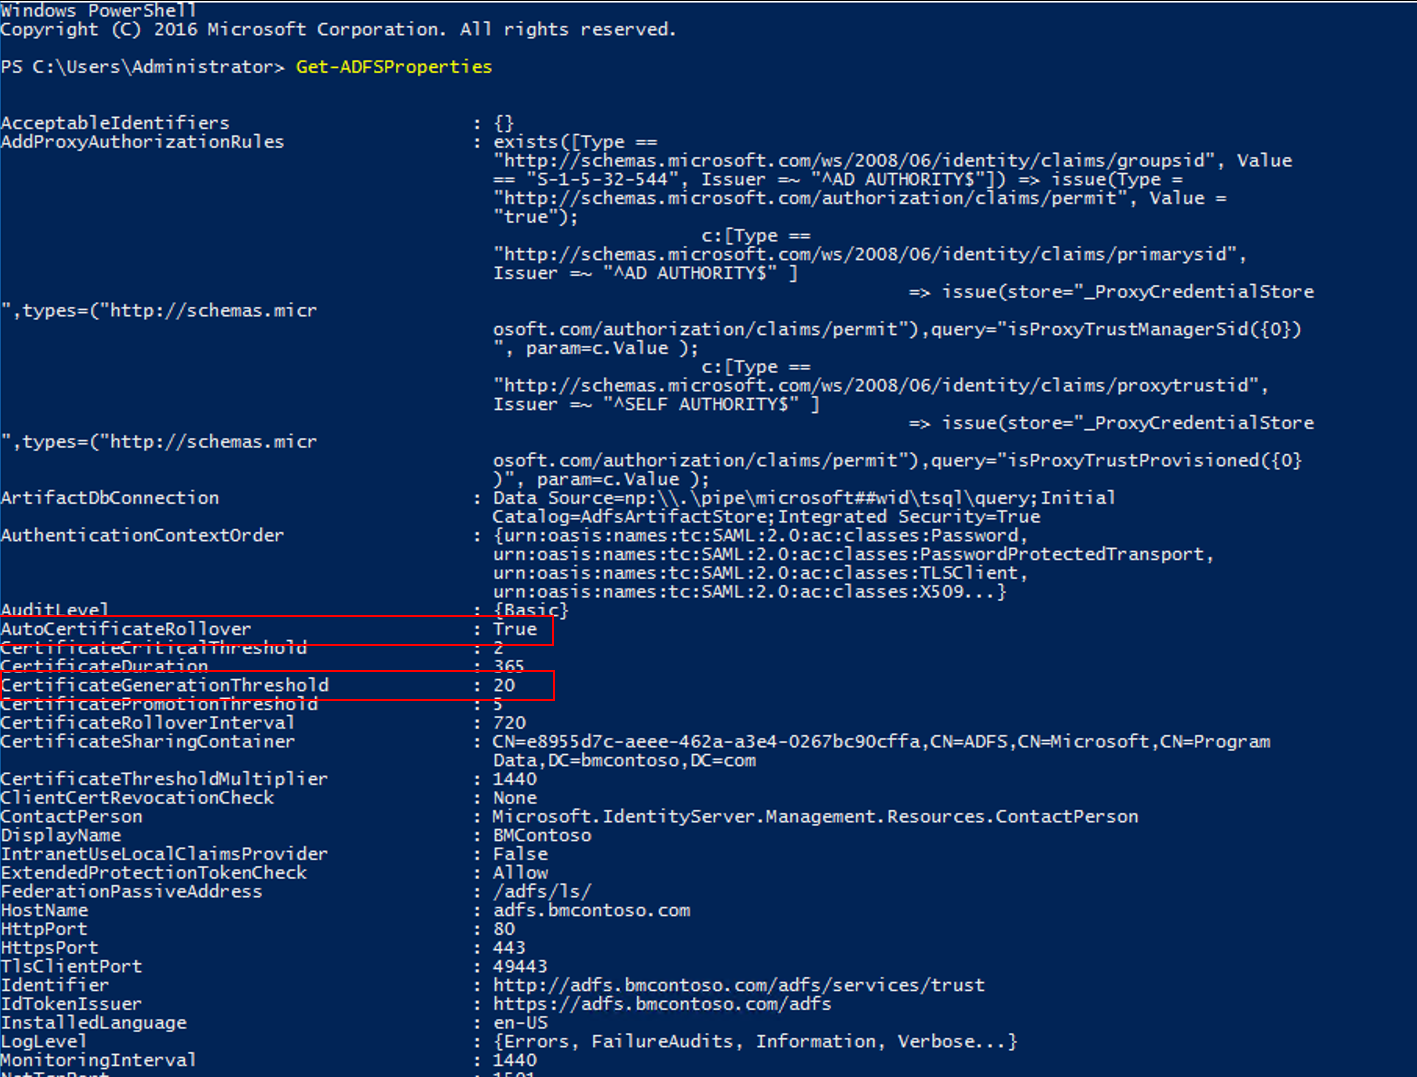 Windows PowerShell
Copyright (C) 2016 Microsoft Corporation. All rights reserved.
PS C:\Users\Administrator> Get-ADFSProperties
AcceptableIdentifiers : {}
AddProxyAuthorizationRules : exists([Type ==
"http://schemas.microsoft.com/ws/2008/06/identity/claims/groupsid", Value
== "S-1-5-32-544", Issuer =~ "^AD AUTHORITY$"]) => issue(Type =
"http://schemas.microsoft.com/authorization/claims/permit", Value =
"true");
c:[Type ==
"http://schemas.microsoft.com/ws/2008/06/identity/claims/primarysid",
Issuer =~ "^AD AUTHORITY$" ]
=> issue(store="_ProxyCredentialStore
",types=("http://schemas.micr
osoft.com/authorization/claims/permit"),query="isProxyTrustManagerSid({0})
", param=c.Value );
c:[Type ==
"http://schemas.microsoft.com/ws/2008/06/identity/claims/proxytrustid",
Issuer =~ "^SELF AUTHORITY$" ]
=> issue(store="_ProxyCredentialStore
",types=("http://schemas.micr
osoft.com/authorization/claims/permit"),query="isProxyTrustProvisioned({0}
)", param=c.Value );
ArtifactDbConnection : Data Source=np:\\.\pipe\microsoft##wid\tsql\query;Initial
Catalog=AdfsArtifactStore;Integrated Security=True
AuthenticationContextOrder : {urn:oasis:names:tc:SAML:2.0:ac:classes:Password,
urn:oasis:names:tc:SAML:2.0:ac:classes:PasswordProtectedTransport,
urn:oasis:names:tc:SAML:2.0:ac:classes:TLSClient,
urn:oasis:names:tc:SAML:2.0:ac:classes:X509...}
AuditLevel : {Basic}
AutoCertificateRollover : True
CertificateCriticalThreshold : 2
CertificateDuration : 365
CertificateGenerationThreshold : 20
CertificatePromotionThreshold : 5
CertificateRolloverInterval : 720
CertificateSharingContainer : CN=e8955d7c-aeee-462a-a3e4-0267bc90cffa,CN=ADFS,CN=Microsoft,CN=Program
Data,DC=bmcontoso,DC=com
CertificateThresholdMultiplier : 1440
ClientCertRevocationCheck : None
ContactPerson : Microsoft.IdentityServer.Management.Resources.ContactPerson
DisplayName : BMContoso
IntranetUseLocalClaimsProvider : False
ExtendedProtectionTokenCheck : Allow
FederationPassiveAddress : /adfs/ls/
HostName : adfs.bmcontoso.com
HttpPort : 80
HttpsPort : 443
TlsClientPort : 49443
Identifier : http://adfs.bmcontoso.com/adfs/services/trust
IdTokenIssuer : https://adfs.bmcontoso.com/adfs
InstalledLanguage : en-US
LogLevel : {Errors, FailureAudits, Information, Verbose...}
MonitoringInterval : 1440
NetTcpPort : 1501